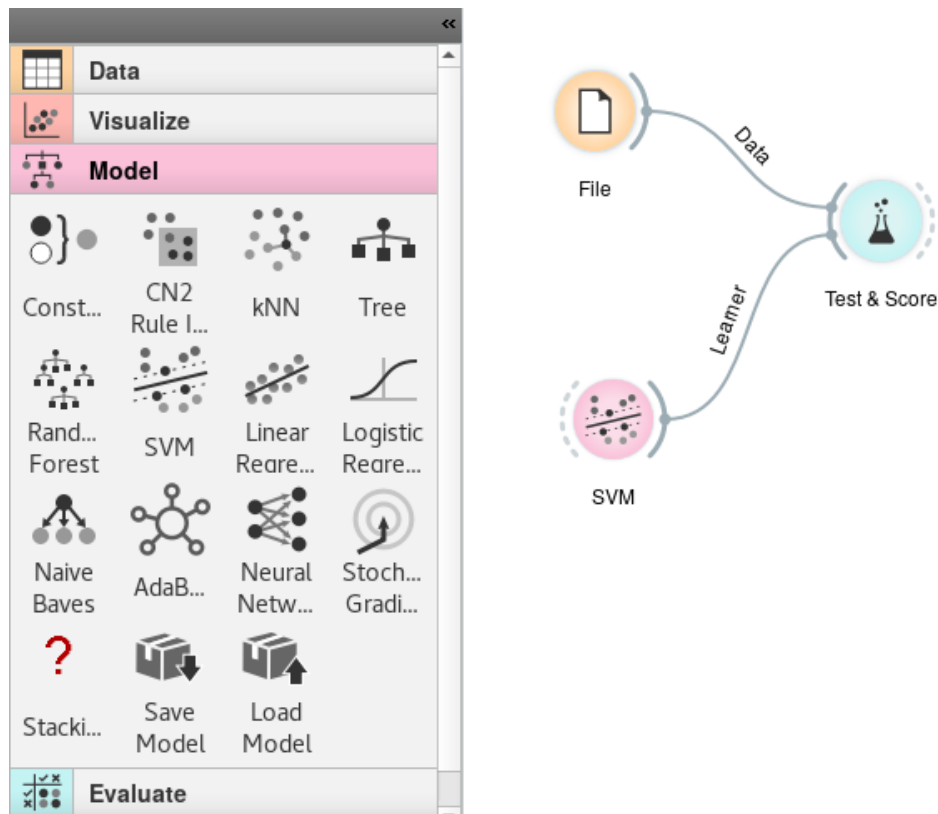 «
Data
Visualize
Model
Const...
CN2
Rule I...
kNN
Tree
Rand...
Forest
SVM
Linear
Regre...
Logistic
Regre...
Naive
Bayes
AdaB...
Neural
Netw...
Stoch...
Gradi...
?
Stacki...
Save
Model
Load
Model
Evaluate
File
Data
Test & Score
Learner
SVM